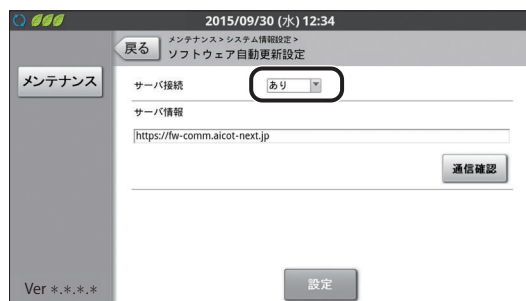 2015/09/30 (水) 12:34
戻る
メンテナンス > システム情報設定 >
ソフトウェア自動更新設定
メンテナンス
サーバ接続
あり
サーバ情報
https://fw-comm.aicot-next.jp
通信確認
設定
Ver *.*.*.*